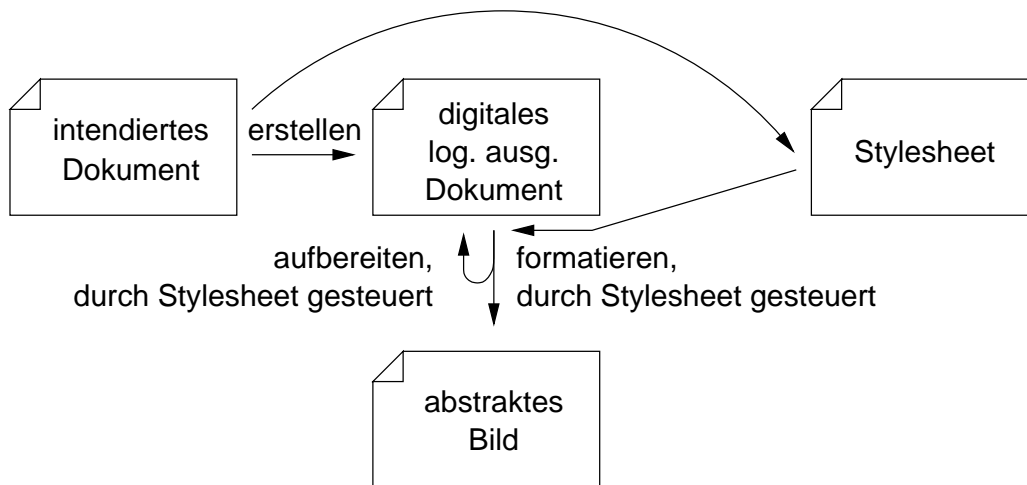 intendiertes
Dokument
erstellen
digitales
log. ausg.
Dokument
Stylesheet
aufbereiten,
durch Stylesheet gesteuert
formatieren,
durch Stylesheet gesteuert
abstraktes
Bild